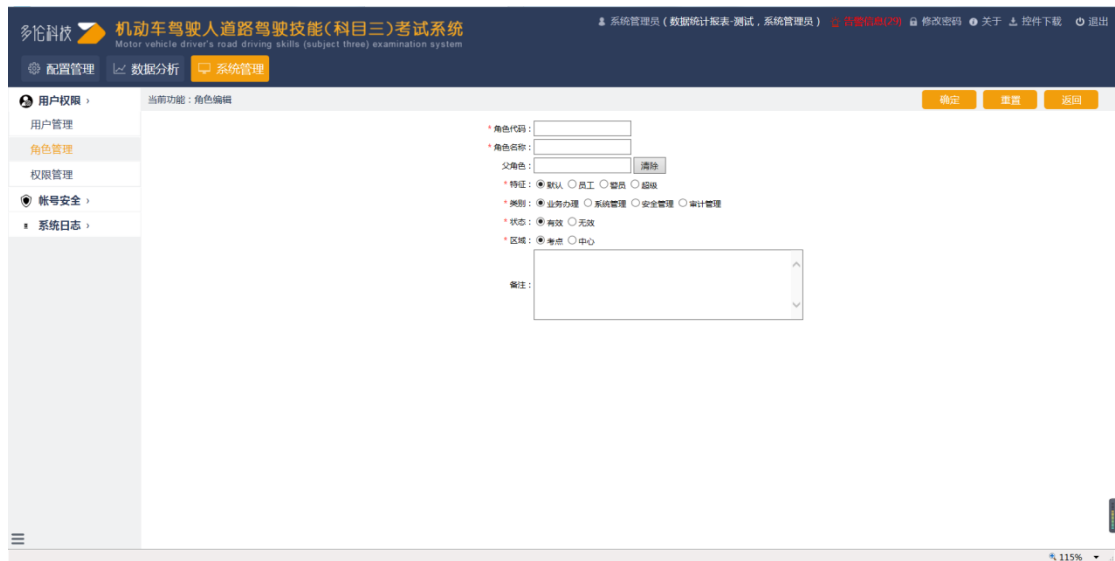 多伦科技
机动车驾驶人道路驾驶技能(科目三)考试系统
Motor vehicle driver's road driving skills (subject three) examination system
系统管理员 ( 数据统计报表-测试 , 系统管理员 ) 告警信息(29) 修改密码 关于 控件下载 退出
配置管理 数据分析 系统管理
用户权限 ›
当前功能 : 角色编辑
确定 重置 返回
用户管理
角色管理
权限管理
帐号安全 ›
系统日志 ›
* 角色代码 :
* 角色名称 :
父角色 : 清除
* 特征 : 默认 员工 警员 超级
* 类别 : 业务办理 系统管理 安全管理 审计管理
* 状态 : 有效 无效
* 区域 : 考点 中心
备注 :
115%